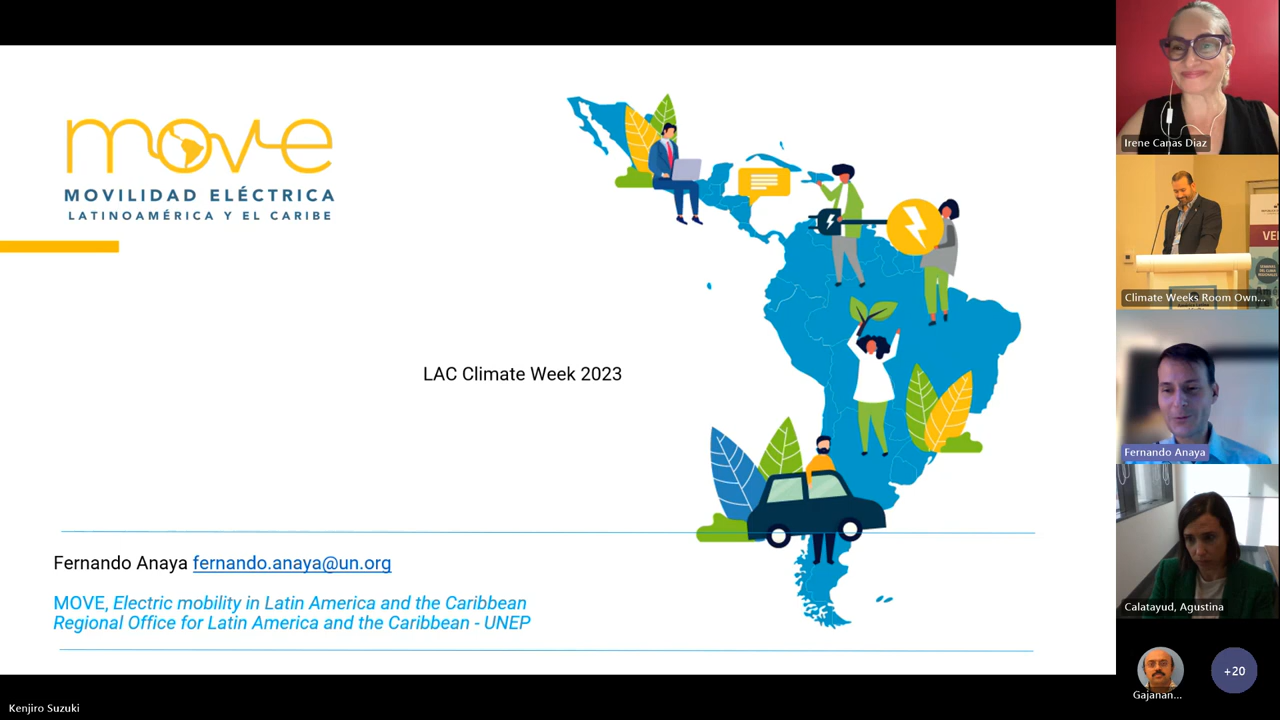 move
MOVILIDAD ELÉCTRICA
LATINOAMÉRICA Y EL CARIBE
LAC Climate Week 2023
Fernando Anaya fernando.anaya@un.org
MOVE, Electric mobility in Latin America and the Caribbean
Regional Office for Latin America and the Caribbean - UNEP
Irene Canas Diaz
Climate Weeks Room Own...
Fernando Anaya
Calatayud, Agustina
Gajanan...
+20
Kenjiro Suzuki